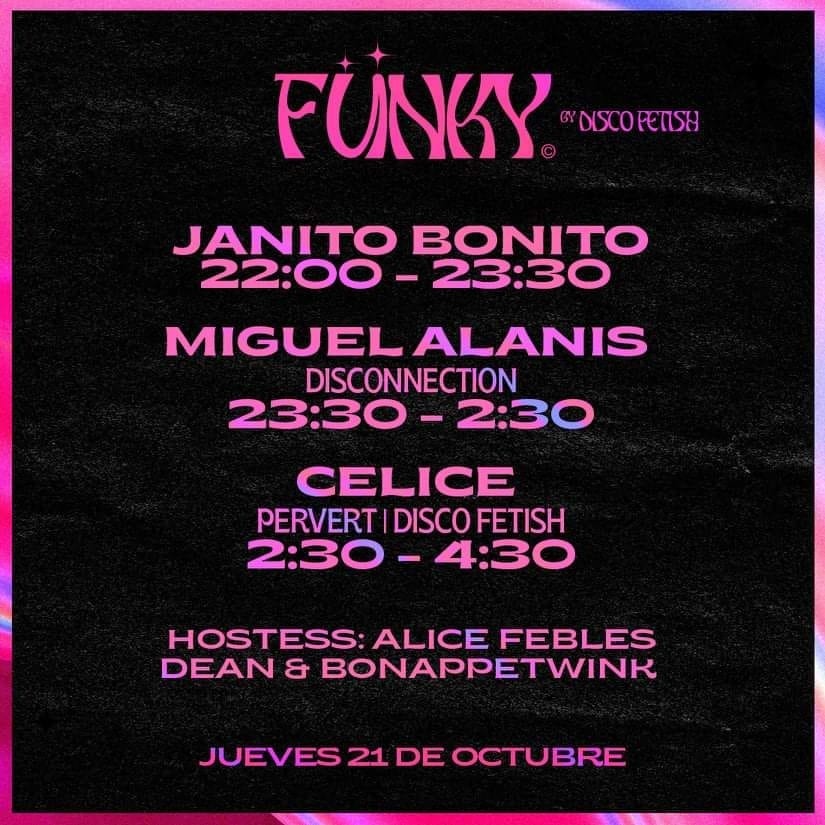 FÜNKY © BY DISCO FETISH
JANITO BONITO
22:00 - 23:30
MIGUEL ALANIS
DISCONNECTION
23:30 - 2:30
CELICE
PERVERT | DISCO FETISH
2:30 - 4:30
HOSTESS: ALICE FEBLES
DEAN & BONAPPETWINK
JUEVES 21 DE OCTUBRE